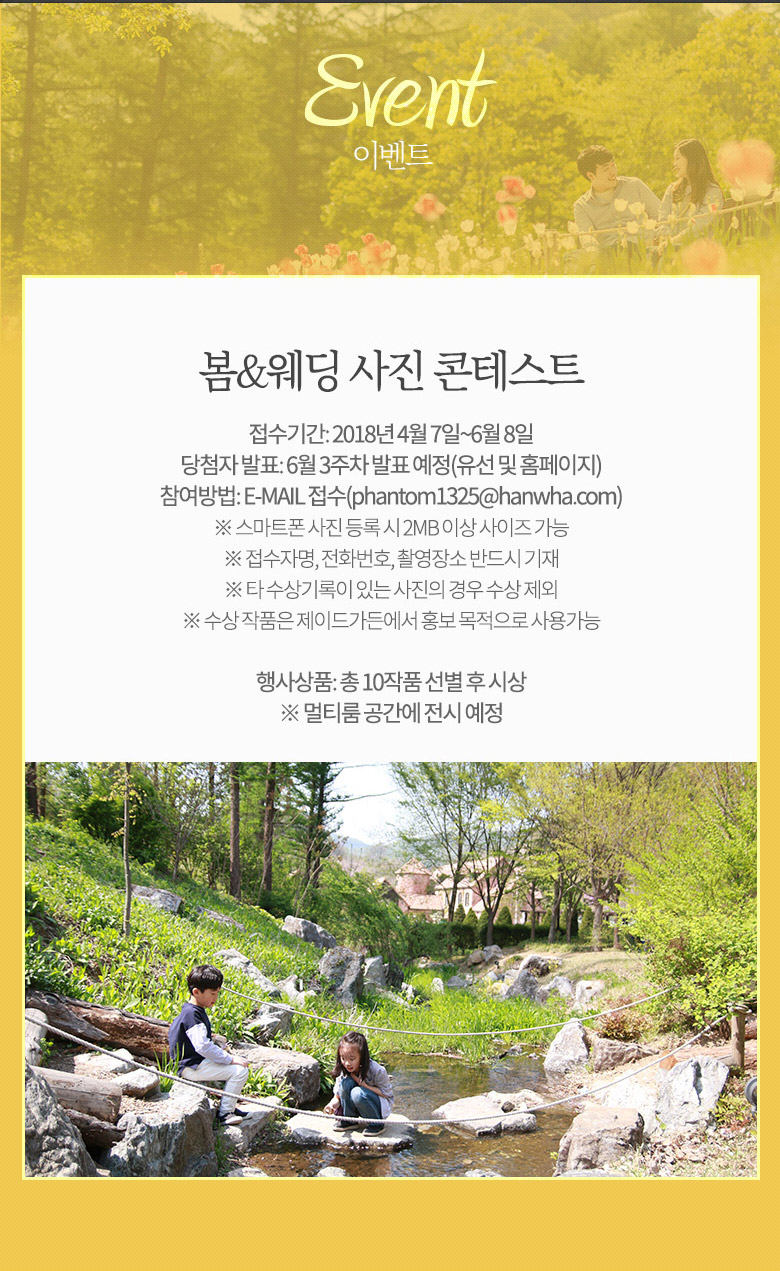 Event
이벤트
봄&웨딩 사진 콘테스트
접수기간: 2018년 4월 7일~6월 8일
당첨자 발표: 6월 3주차 발표 예정(유선 및 홈페이지)
참여방법: E-MAIL 접수(phantom1325@hanwha.com)
※ 스마트폰 사진 등록 시 2MB 이상 사이즈 가능
※ 접수자명, 전화번호, 촬영장소 반드시 기재
※ 타 수상기록이 있는 사진의 경우 수상 제외
※ 수상 작품은 제이드가든에서 홍보 목적으로 사용가능
행사상품: 총 10작품 선별 후 시상
※ 멀티룸 공간에 전시 예정